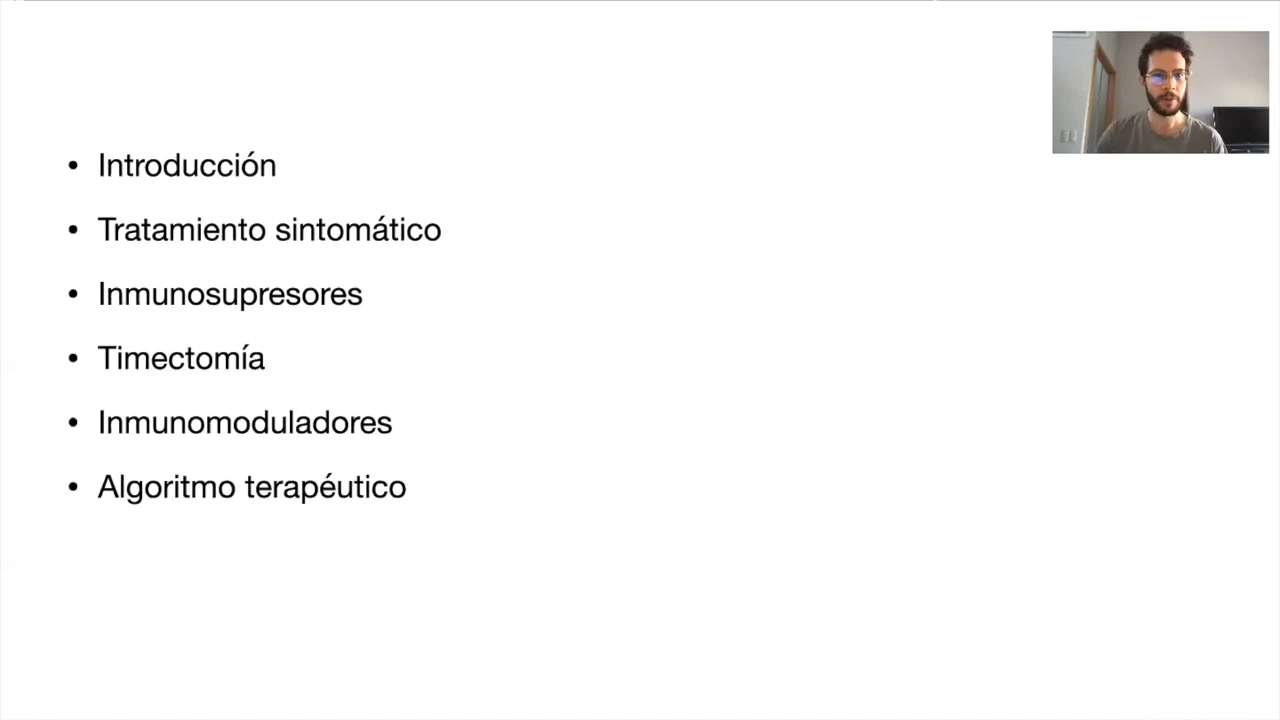 • Introducción
• Tratamiento sintomático
• Inmunosupresores
• Timectomía
• Inmunomoduladores
• Algoritmo terapéutico